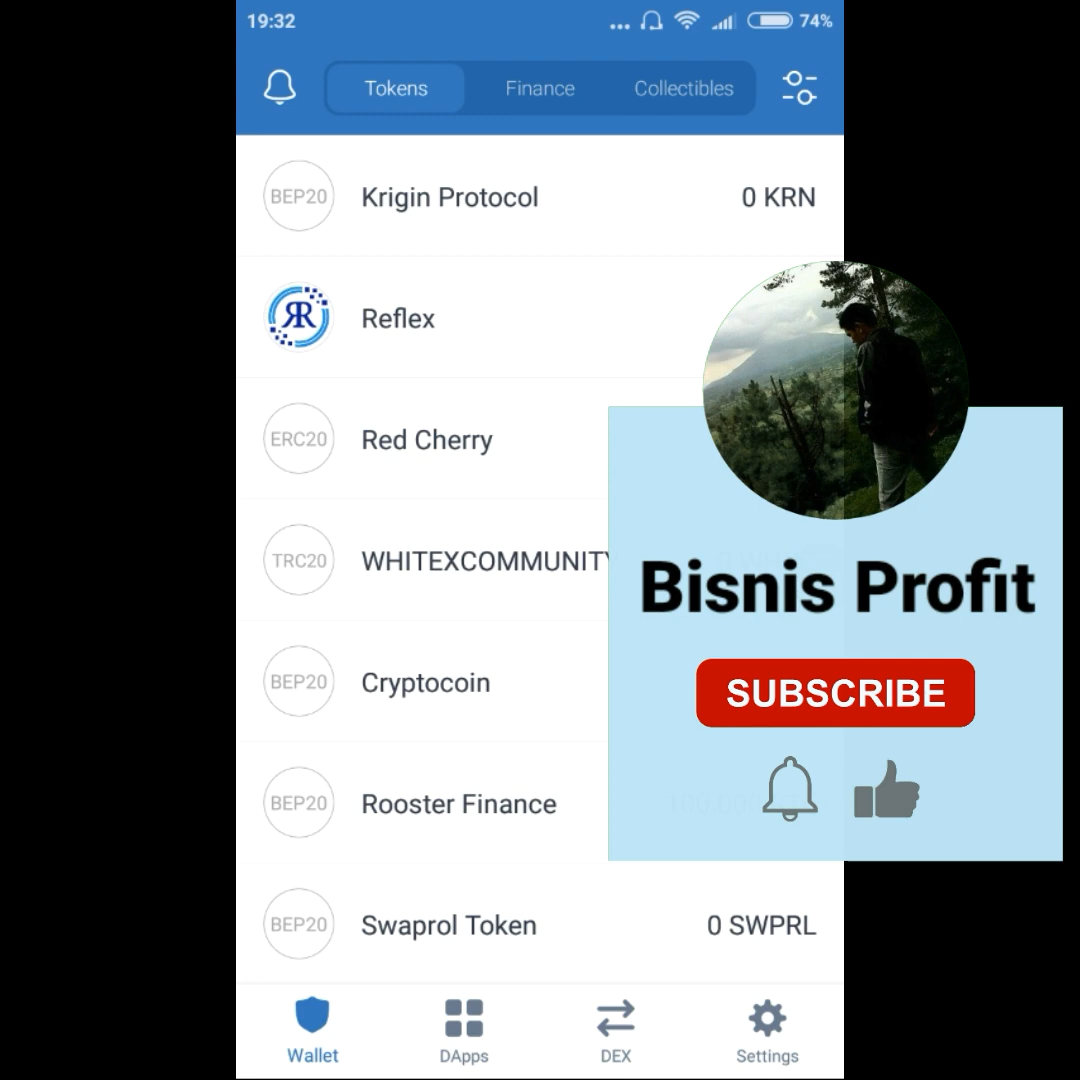 19:32 74%
Tokens Finance Collectibles
BEP20 Krigin Protocol 0 KRN
Reflex
ERC20 Red Cherry
TRC20 WHITEXCOMMUNITY
BEP20 Cryptocoin
BEP20 Rooster Finance
BEP20 Swaprol Token 0 SWPRL
Bisnis Profit
SUBSCRIBE
Wallet DApps DEX Settings